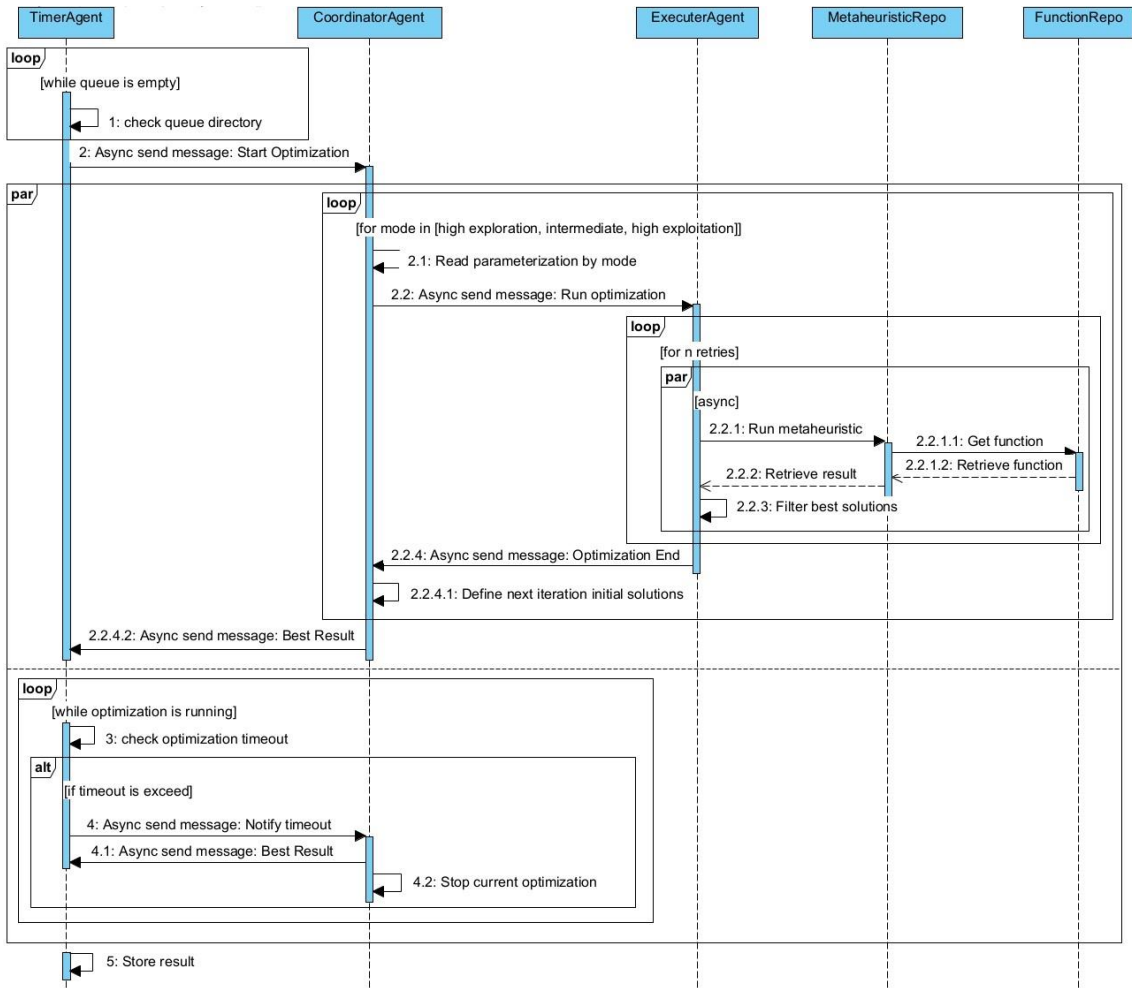 TimerAgent
CoordinatorAgent
ExecuterAgent
MetaheuristicRepo
FunctionRepo
loop
[while queue is empty]
1: check queue directory
2: Async send message: Start Optimization
par
loop
[for mode in [high exploration, intermediate, high exploitation]]
2.1: Read parameterization by mode
2.2: Async send message: Run optimization
loop
[for n retries]
par
[async]
2.2.1: Run metaheuristic
2.2.1.1: Get function
2.2.1.2: Retrieve function
2.2.2: Retrieve result
2.2.3: Filter best solutions
2.2.4: Async send message: Optimization End
2.2.4.1: Define next iteration initial solutions
2.2.4.2: Async send message: Best Result
loop
[while optimization is running]
3: check optimization timeout
alt
[if timeout is exceed]
4: Async send message: Notify timeout
4.1: Async send message: Best Result
4.2: Stop current optimization
5: Store result